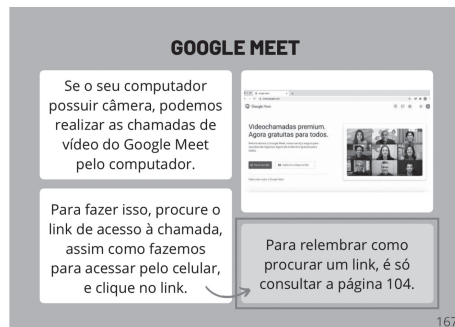 GOOGLE MEET
Se o seu computador
possuir câmera, podemos
realizar as chamadas de
vídeo do Google Meet
pelo computador.
Google Meet
Videochamadas premium.
Agora gratuitas para todos.
Para fazer isso, procure o
link de acesso à chamada,
assim como fazemos
para acessar pelo celular,
e clique no link.
Para relembrar como
procurar um link, é só
consultar a página 104.
167